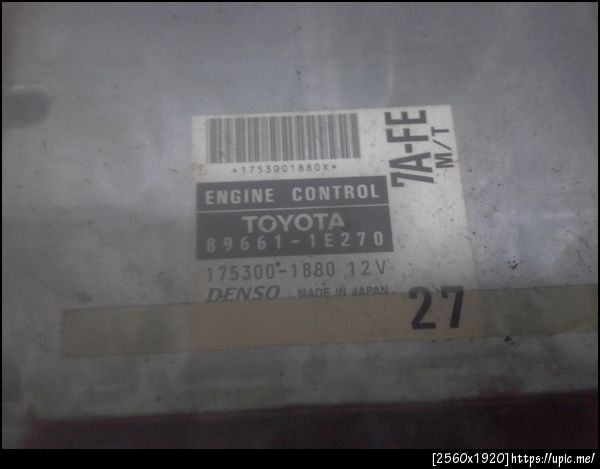 *1753001880X*
7A-FE
M/T
ENGINE CONTROL
TOYOTA
89661-1E270
175300-1880 12V
DENSO MADE IN JAPAN
27
[2560x1920]https://upic.me/